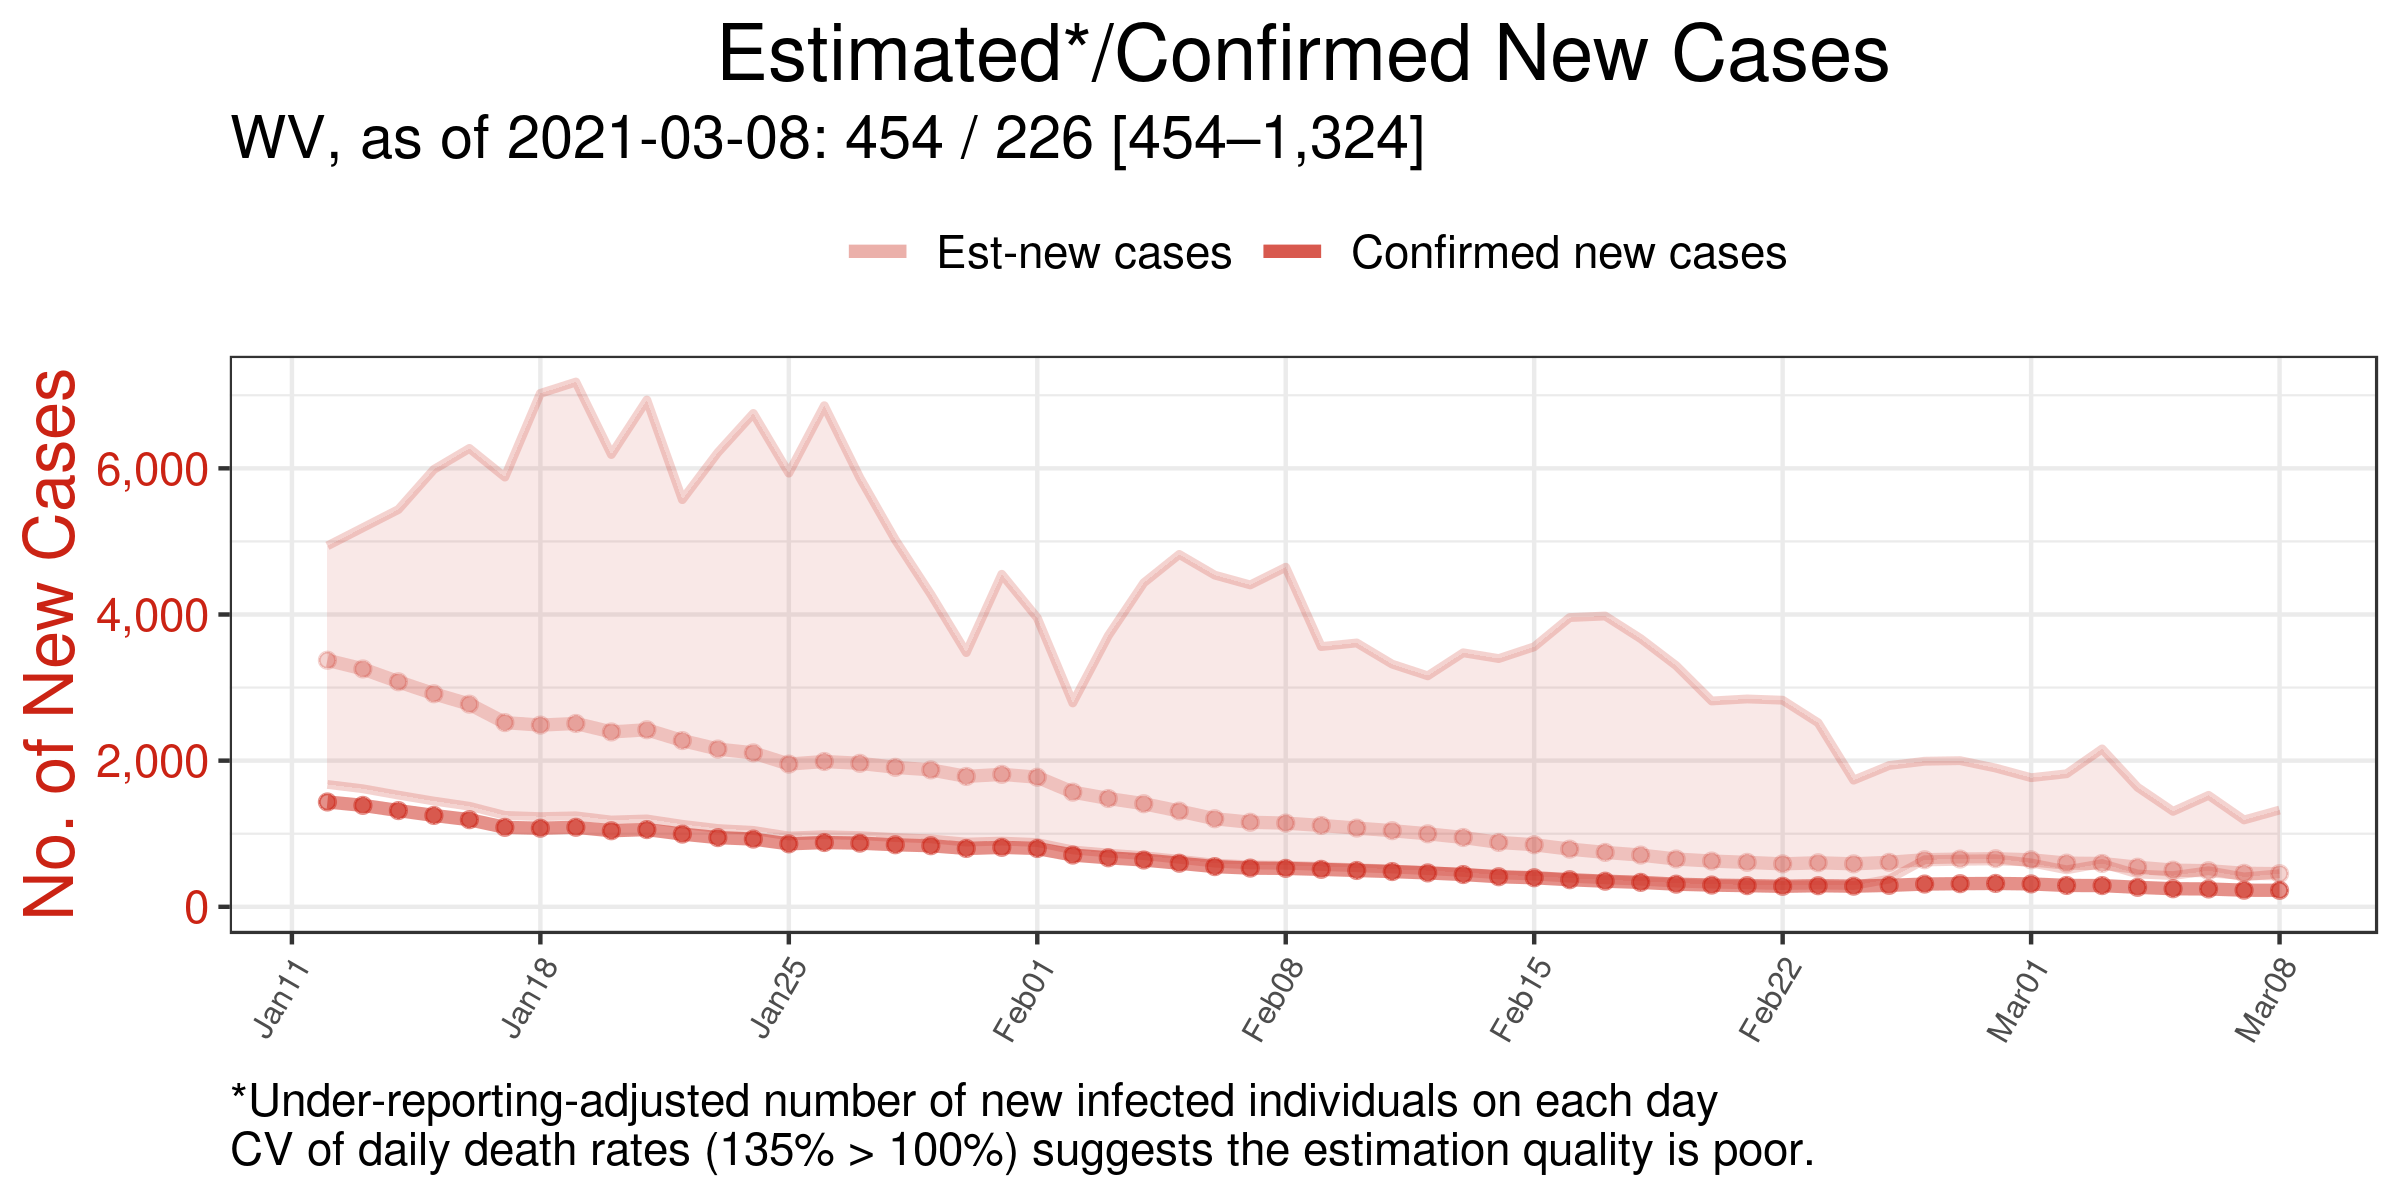 Estimated*/Confirmed New Cases
WV, as of 2021-03-08: 454 / 226 [454–1,324]
Est-new cases
Confirmed new cases
No. of New Cases
6,000
4,000
2,000
0
Jan11
Jan18
Jan25
Feb01
Feb08
Feb15
Feb22
Mar01
Mar08
*Under-reporting-adjusted number of new infected individuals on each day
CV of daily death rates (135% > 100%) suggests the estimation quality is poor.